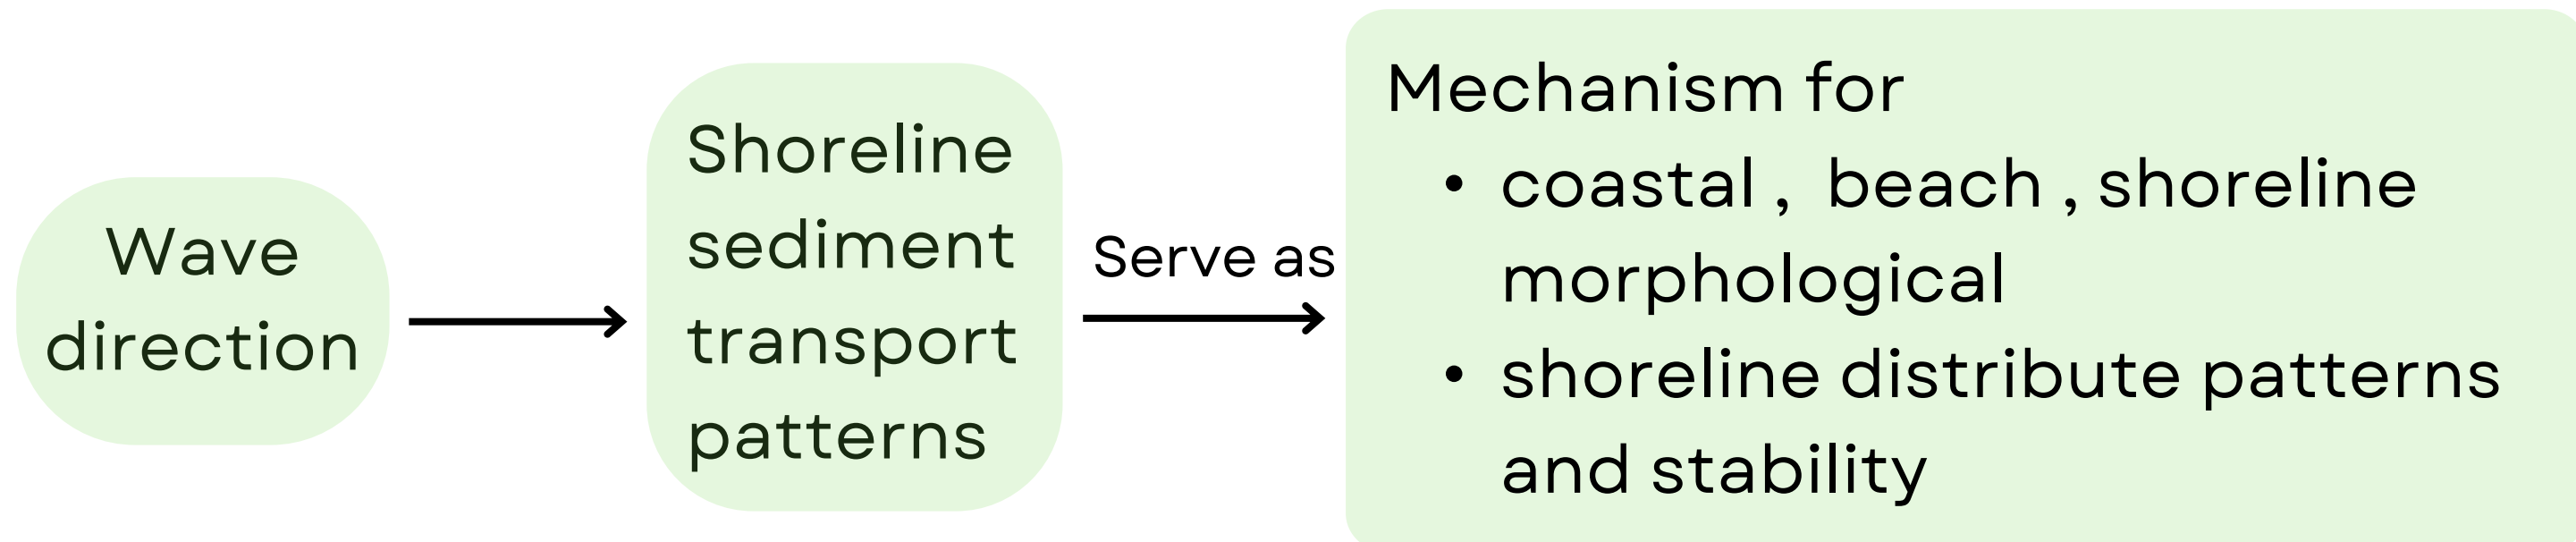 Wave
direction
Shoreline
sediment
transport
patterns
Serve as
Mechanism for
• coastal , beach , shoreline
morphological
• shoreline distribute patterns
and stability